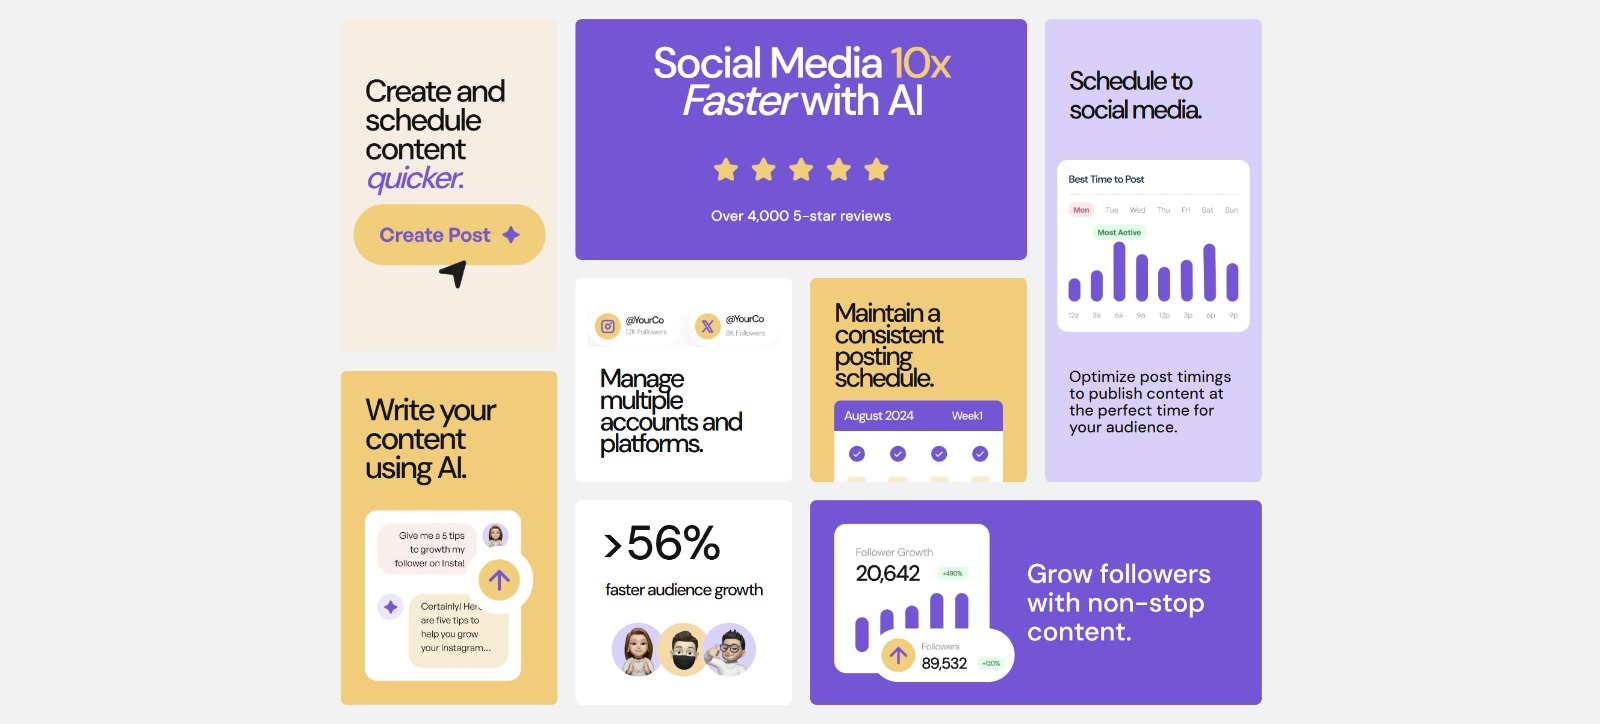 Create and
schedule
content
quicker.
Create Post
Social Media 10x
Faster with AI
Over 4,000 5-star reviews
Schedule to
social media.
Best Time to Post
Mon Tue Wed Thu Fri Sat Sun
Most Active
12a 3a 6a 9a 12p 3p 6p 9p
Optimize post timings
to publish content at
the perfect time for
your audience.
@YourCo
12K Followers
@YourCo
8K Followers
Manage
multiple
accounts and
platforms.
Maintain a
consistent
posting
schedule.
August 2024 Week1
Write your
content
using AI.
Give me a 5 tips
to growth my
follower on Insta!
Certainly! Here
are five tips to
help you grow
your Instagram...
>56%
faster audience growth
Follower Growth
20,642 +490%
Followers
89,532 +120%
Grow followers
with non-stop
content.